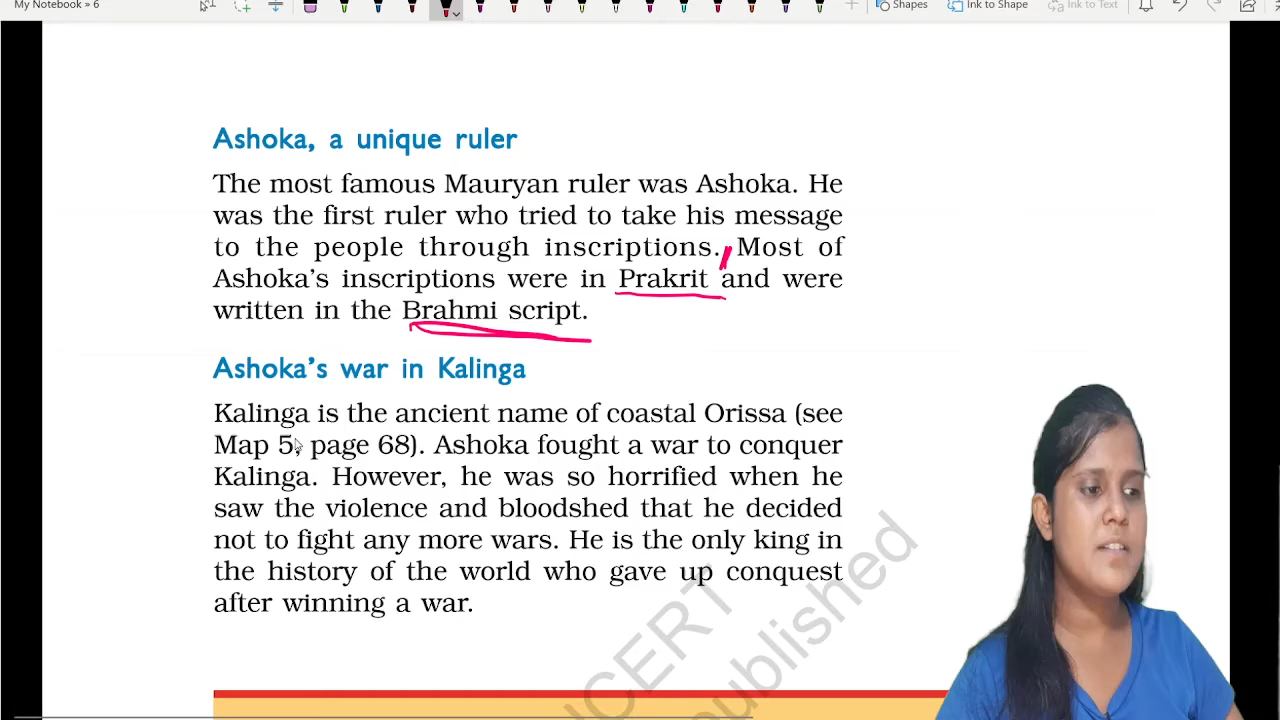 My Notebook » 6
Shapes
Ink to Shape
Ink to Text
Ashoka, a unique ruler
The most famous Mauryan ruler was Ashoka. He
was the first ruler who tried to take his message
to the people through inscriptions. Most of
Ashoka’s inscriptions were in Prakrit and were
written in the Brahmi script.
Ashoka’s war in Kalinga
Kalinga is the ancient name of coastal Orissa (see
Map 5, page 68). Ashoka fought a war to conquer
Kalinga. However, he was so horrified when he
saw the violence and bloodshed that he decided
not to fight any more wars. He is the only king in
the history of the world who gave up conquest
after winning a war.
NCERT
published